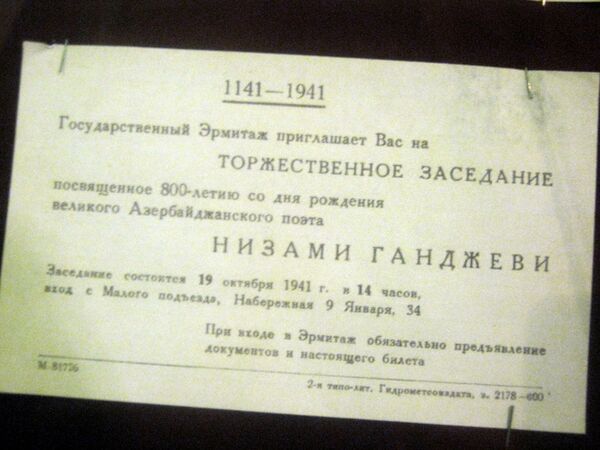 1141—1941
Государственный Эрмитаж приглашает Вас на
ТОРЖЕСТВЕННОЕ ЗАСЕДАНИЕ
посвященное 800-летию со дня рождения
великого Азербайджанского поэта
НИЗАМИ ГАНДЖЕВИ
Заседание состоится 19 октября 1941 г. в 14 часов,
вход с Малого подъезда, Набережная 9 Января, 34
При входе в Эрмитаж обязательно предъявление
документов и настоящего билета
М-81776
2-я типо-лит. Гидрометеоиздата, з. 2178—600